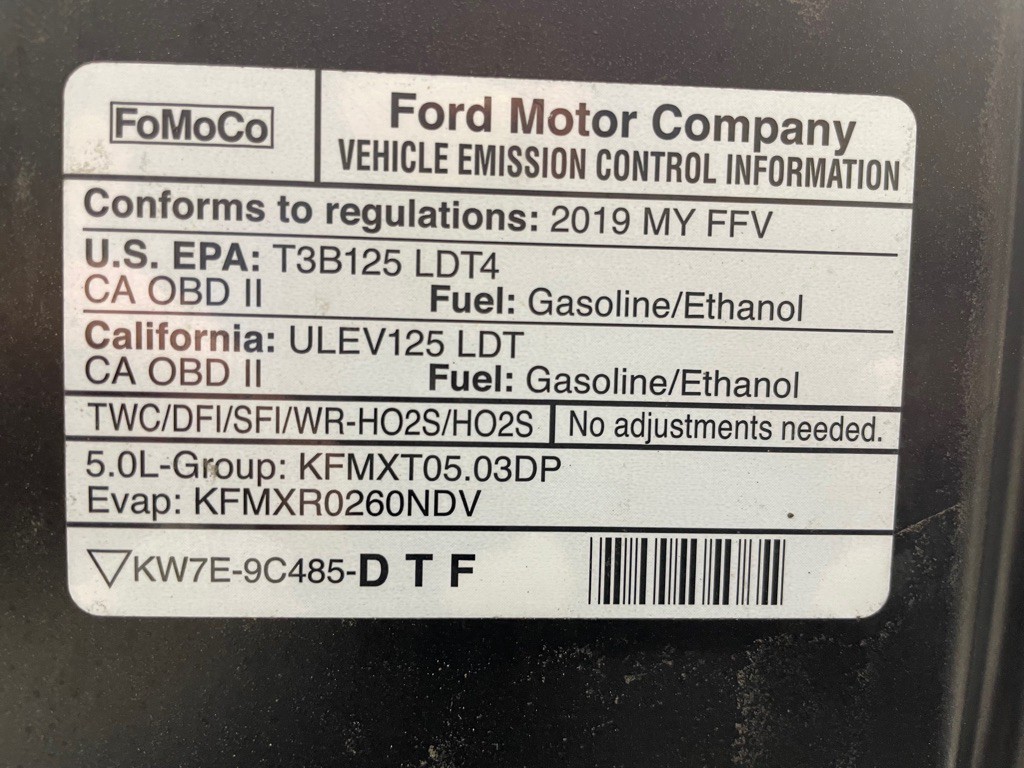 FoMoCo
Ford Motor Company
VEHICLE EMISSION CONTROL INFORMATION
Conforms to regulations: 2019 MY FFV
U.S. EPA: T3B125 LDT4
CA OBD II Fuel: Gasoline/Ethanol
California: ULEV125 LDT
CA OBD II Fuel: Gasoline/Ethanol
TWC/DFI/SFI/WR-HO2S/HO2S No adjustments needed.
5.0L-Group: KFMXT05.03DP
Evap: KFMXR0260NDV
KW7E-9C485-D T F